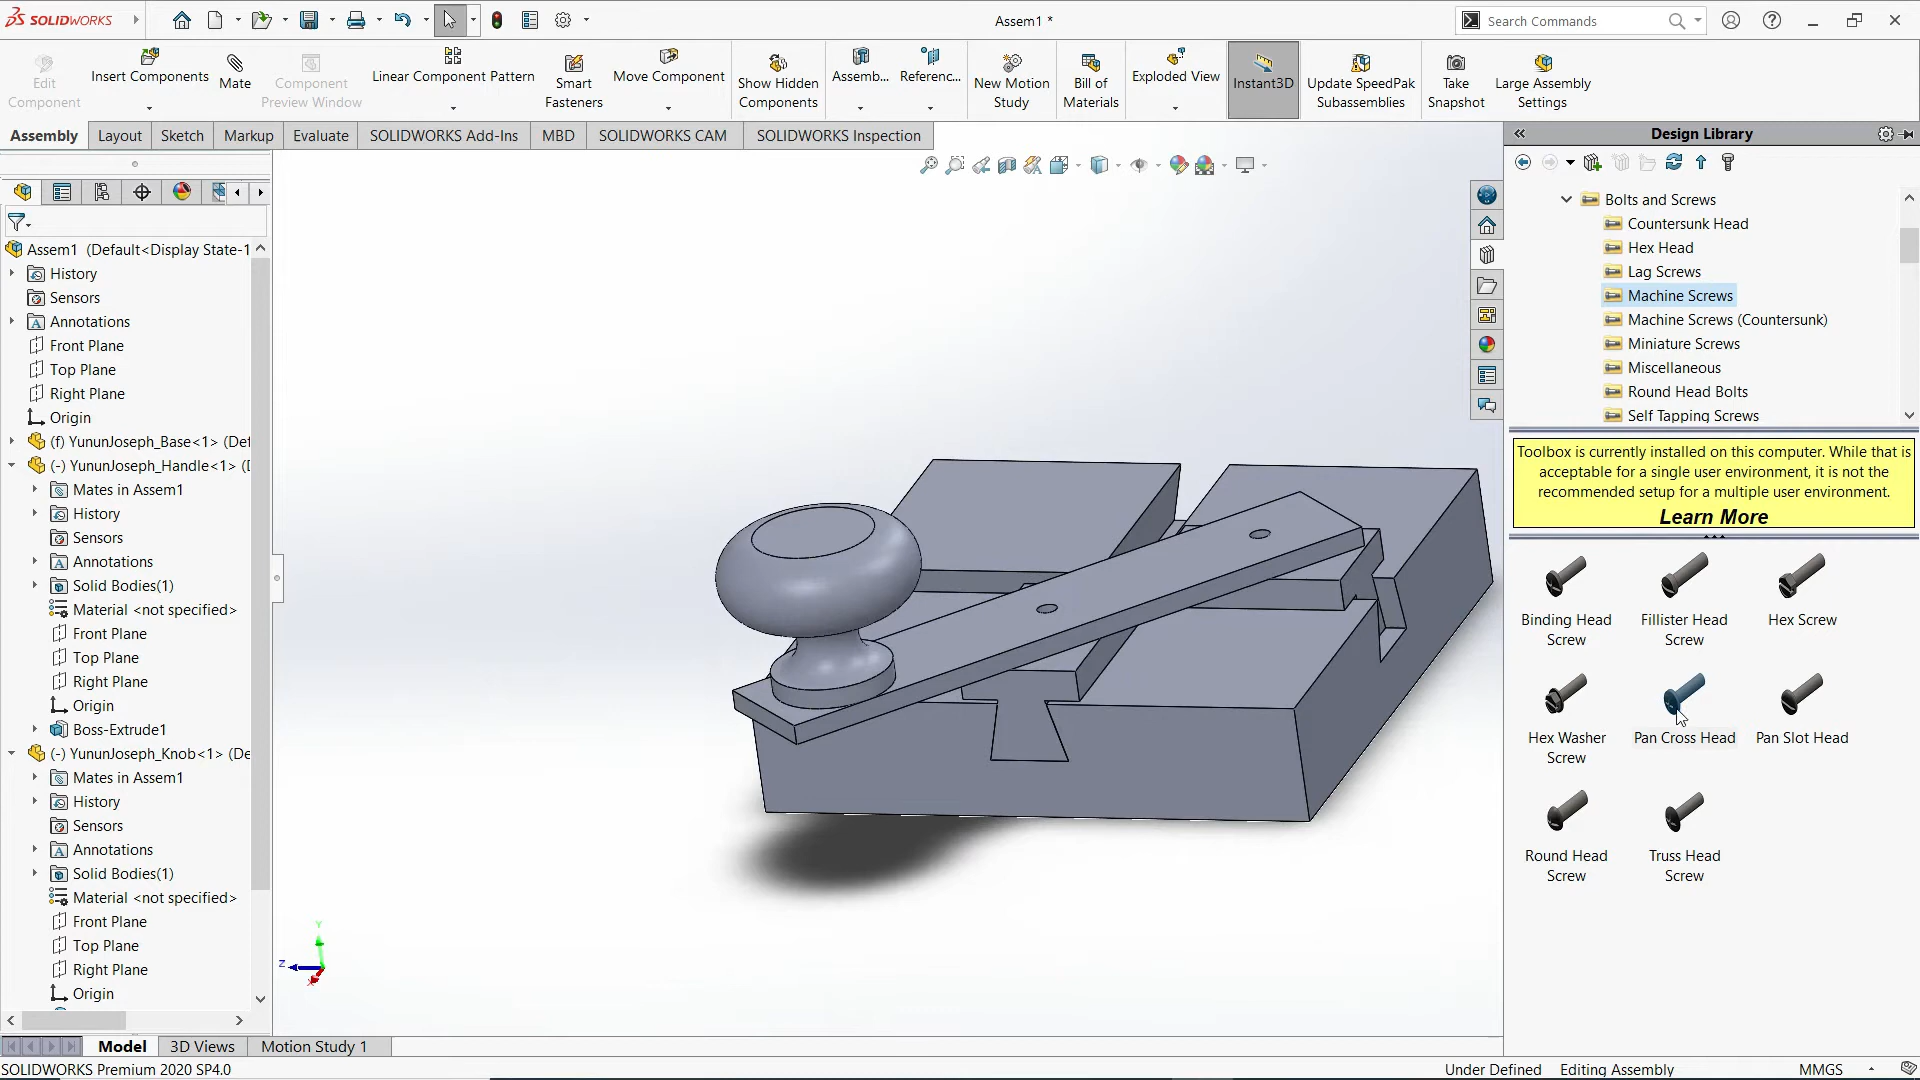 SOLIDWORKS
Assem1 *
Search Commands
Edit
Component
Insert Components
Mate
Component
Preview Window
Linear Component Pattern
Smart
Fasteners
Move Component
Show Hidden
Components
Assemb...
Referenc...
New Motion
Study
Bill of
Materials
Exploded View
Instant3D
Update SpeedPak
Subassemblies
Take
Snapshot
Large Assembly
Settings
Assembly
Layout
Sketch
Markup
Evaluate
SOLIDWORKS Add-Ins
MBD
SOLIDWORKS CAM
SOLIDWORKS Inspection
Assem1 (Default<Display State-1
History
Sensors
Annotations
Front Plane
Top Plane
Right Plane
Origin
(f) YununJoseph_Base<1> (Def
(-) YununJoseph_Handle<1> (D
Mates in Assem1
History
Sensors
Annotations
Solid Bodies(1)
Material <not specified>
Front Plane
Top Plane
Right Plane
Origin
Boss-Extrude1
(-) YununJoseph_Knob<1> (De
Mates in Assem1
History
Sensors
Annotations
Solid Bodies(1)
Material <not specified>
Front Plane
Top Plane
Right Plane
Origin
Y
Z
X
Design Library
Bolts and Screws
Countersunk Head
Hex Head
Lag Screws
Machine Screws
Machine Screws (Countersunk)
Miniature Screws
Miscellaneous
Round Head Bolts
Self Tapping Screws
Toolbox is currently installed on this computer. While that is
acceptable for a single user environment, it is not the
recommended setup for a multiple user environment.
Learn More
Binding Head
Screw
Fillister Head
Screw
Hex Screw
Hex Washer
Screw
Pan Cross Head
Pan Slot Head
Round Head
Screw
Truss Head
Screw
Model
3D Views
Motion Study 1
SOLIDWORKS Premium 2020 SP4.0
Under Defined
Editing Assembly
MMGS